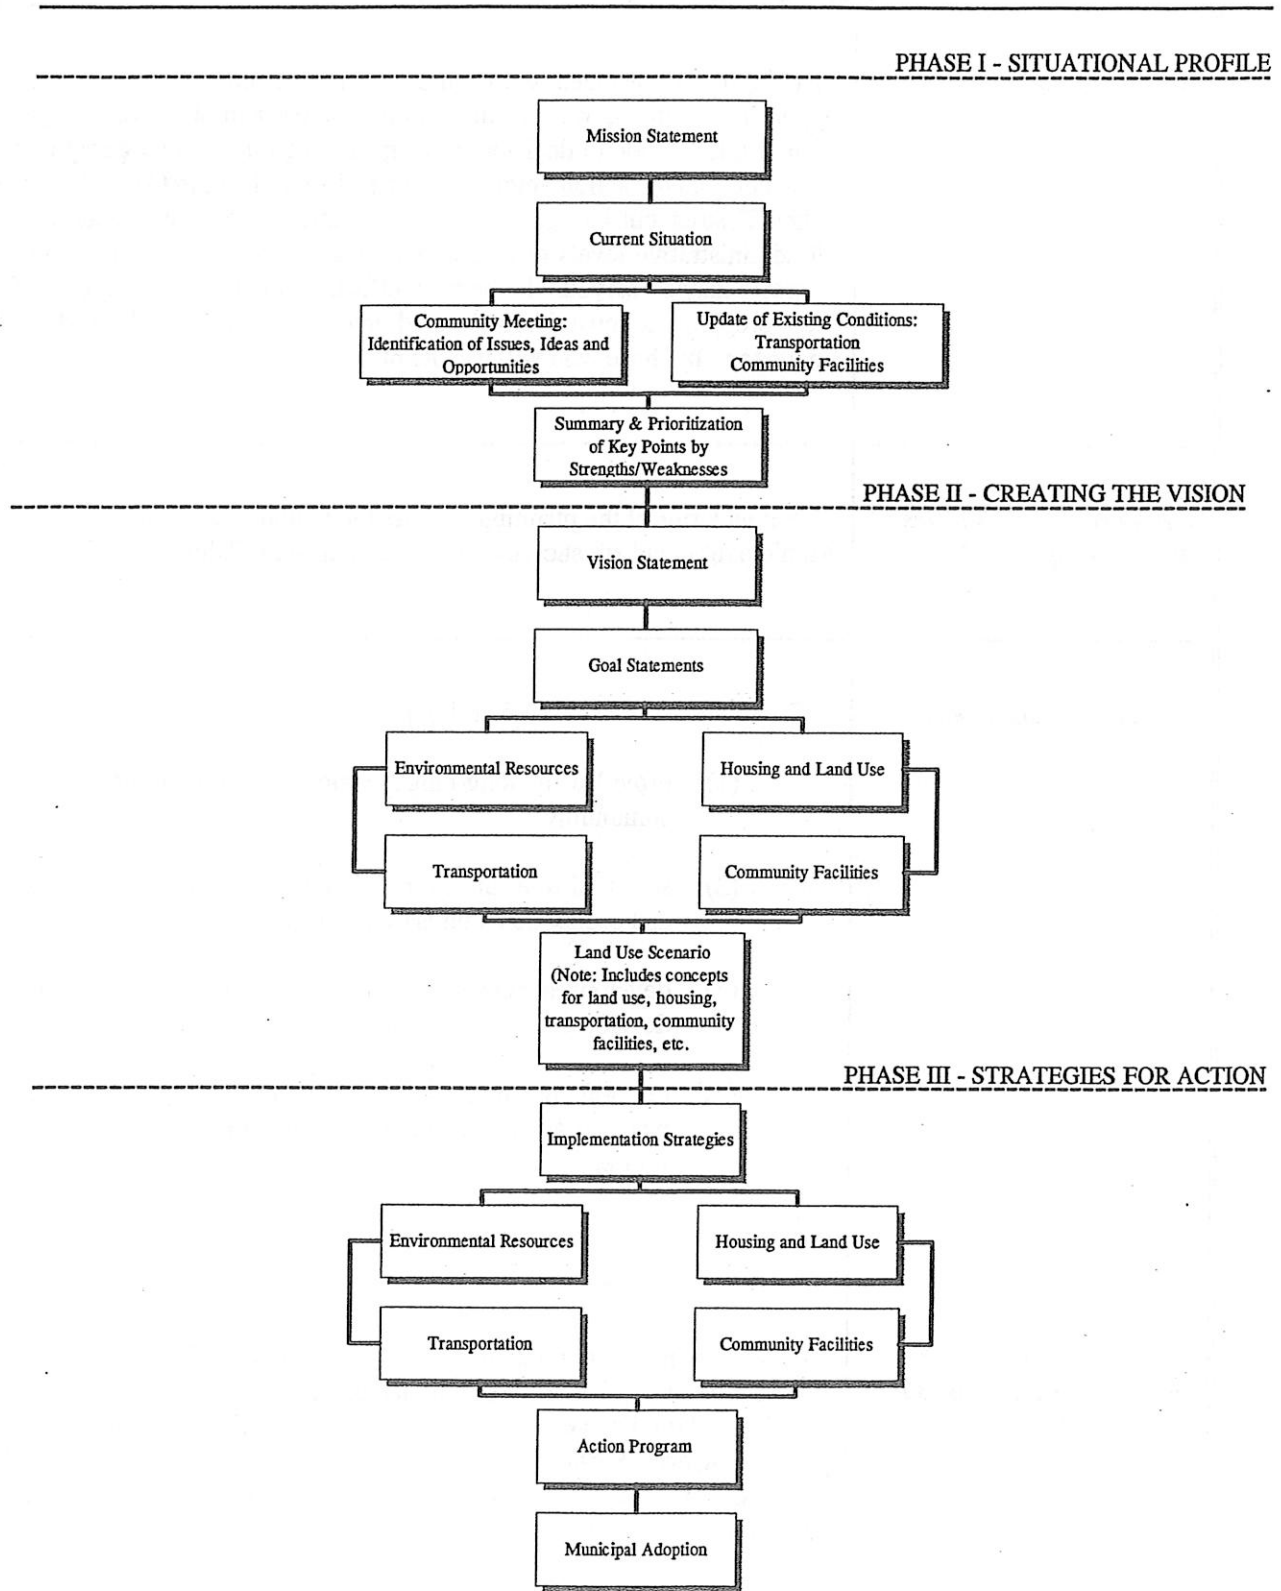 PHASE I - SITUATIONAL PROFILE
Mission Statement
Current Situation
Community Meeting:
Identification of Issues, Ideas and
Opportunities
Update of Existing Conditions:
Transportation
Community Facilities
Summary & Prioritization
of Key Points by
Strengths/Weaknesses
PHASE II - CREATING THE VISION
Vision Statement
Goal Statements
Environmental Resources
Housing and Land Use
Transportation
Community Facilities
Land Use Scenario
(Note: Includes concepts
for land use, housing,
transportation, community
facilities, etc.
PHASE III - STRATEGIES FOR ACTION
Implementation Strategies
Environmental Resources
Housing and Land Use
Transportation
Community Facilities
Action Program
Municipal Adoption